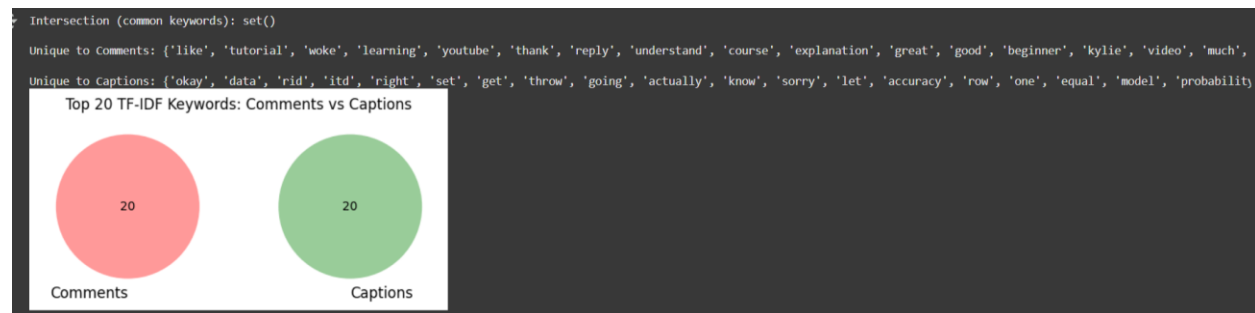 Intersection (common keywords): set()
Unique to Comments: {'like', 'tutorial', 'woke', 'learning', 'youtube', 'thank', 'reply', 'understand', 'course', 'explanation', 'great', 'good', 'beginner', 'kylie', 'video', 'much',
Unique to Captions: {'okay', 'data', 'rid', 'itd', 'right', 'set', 'get', 'throw', 'going', 'actually', 'know', 'sorry', 'let', 'accuracy', 'row', 'one', 'equal', 'model', 'probability
Top 20 TF-IDF Keywords: Comments vs Captions
20 20
Comments Captions